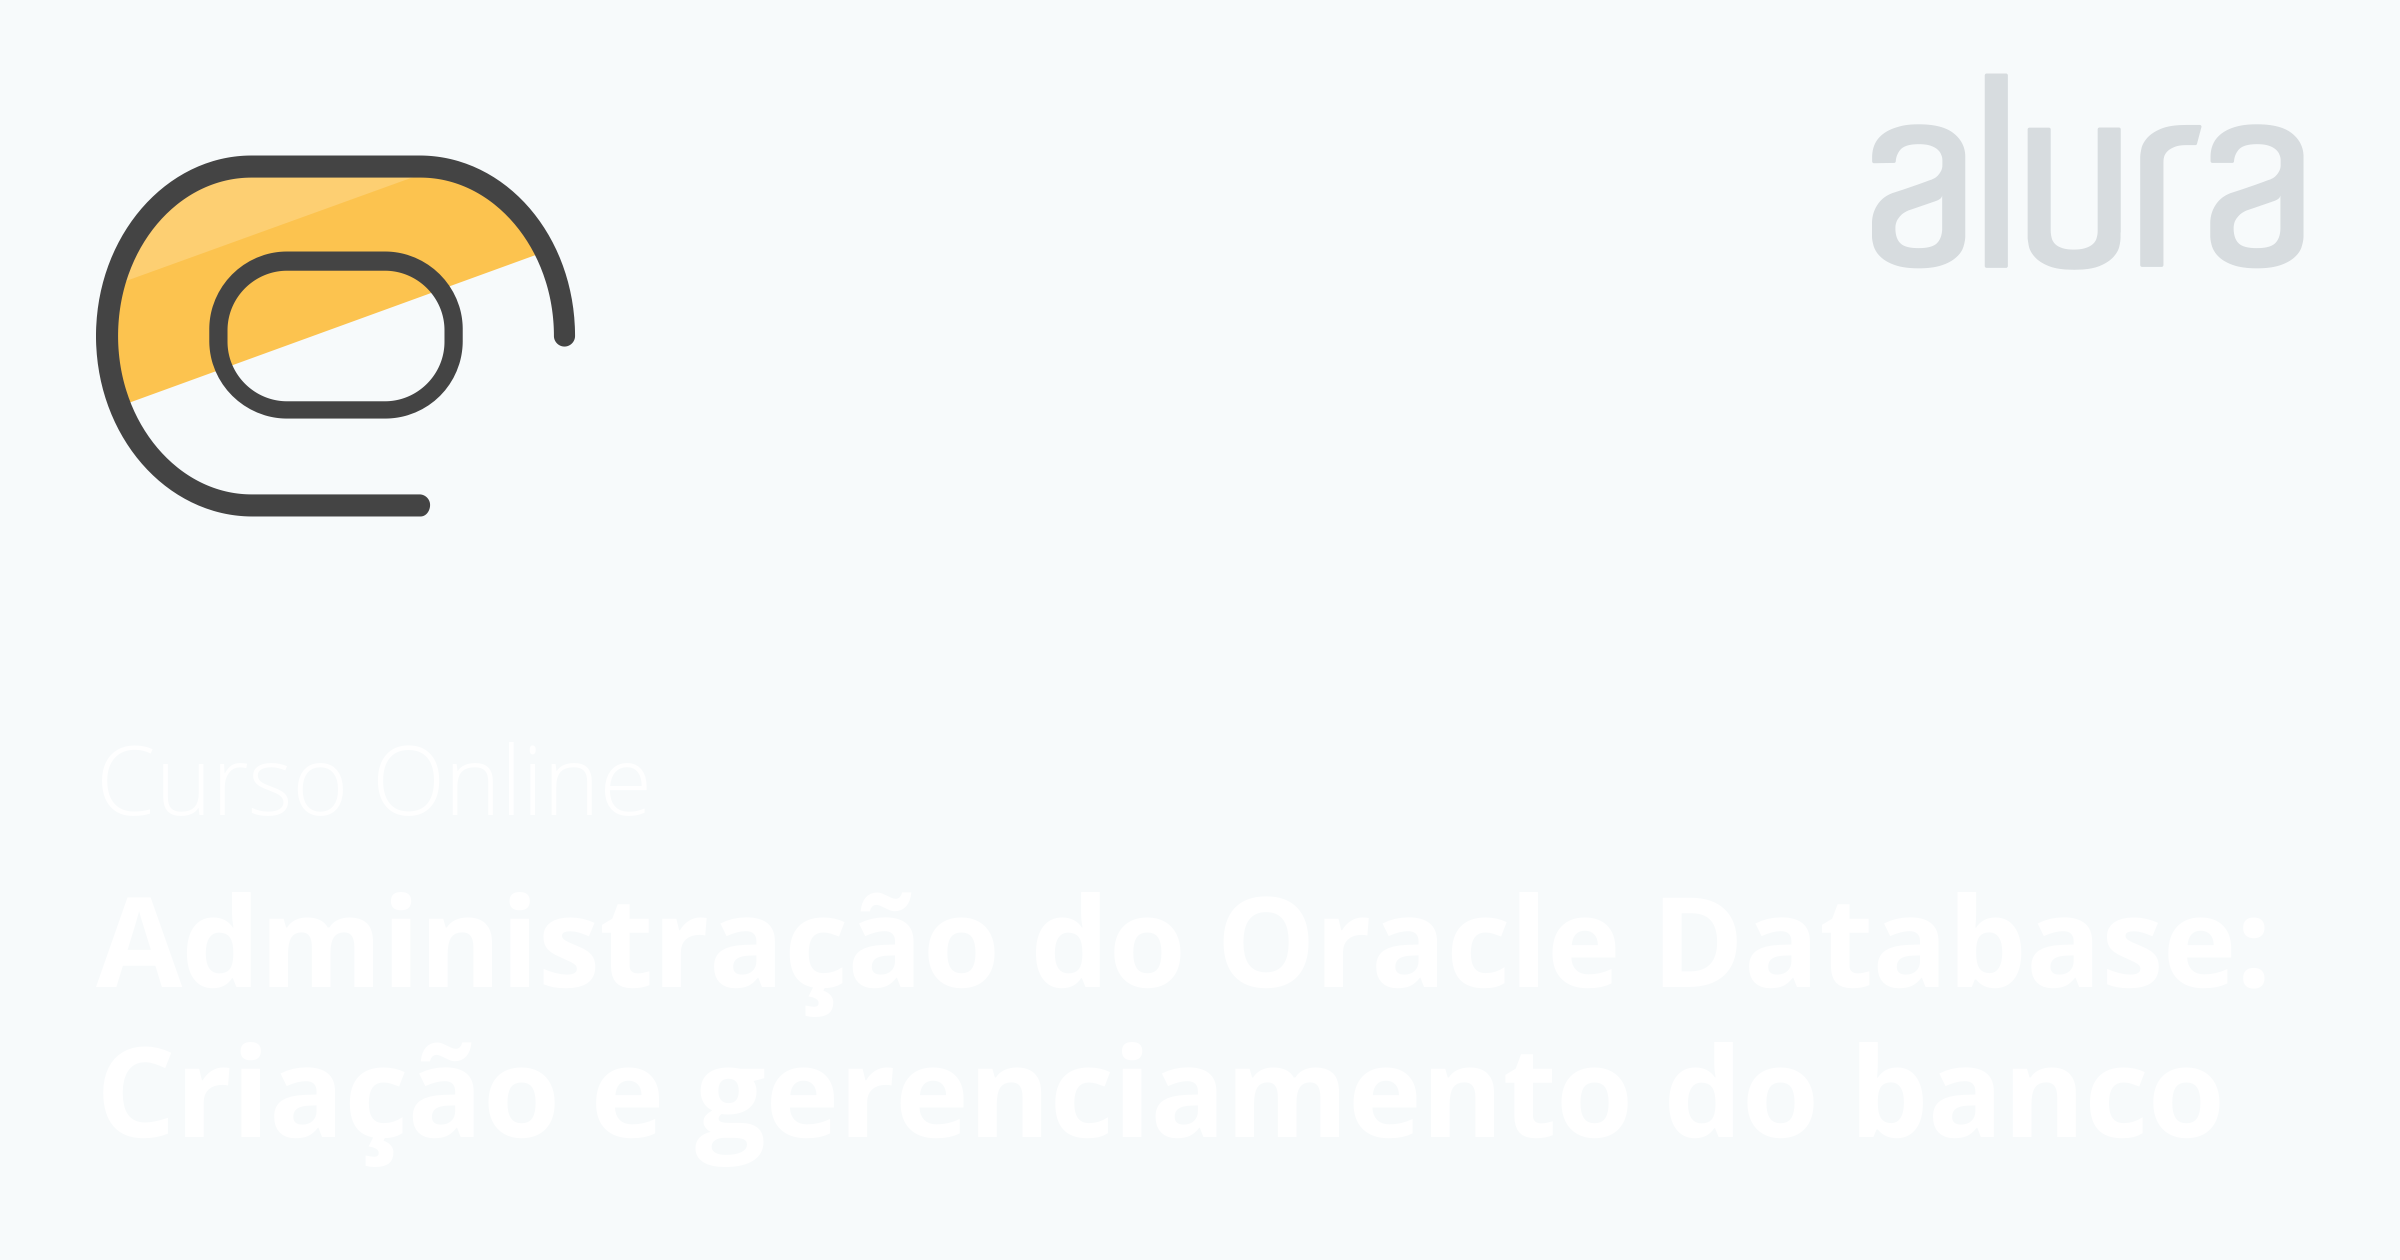 alura
Curso Online
Administração do Oracle Database:
Criação e gerenciamento do banco